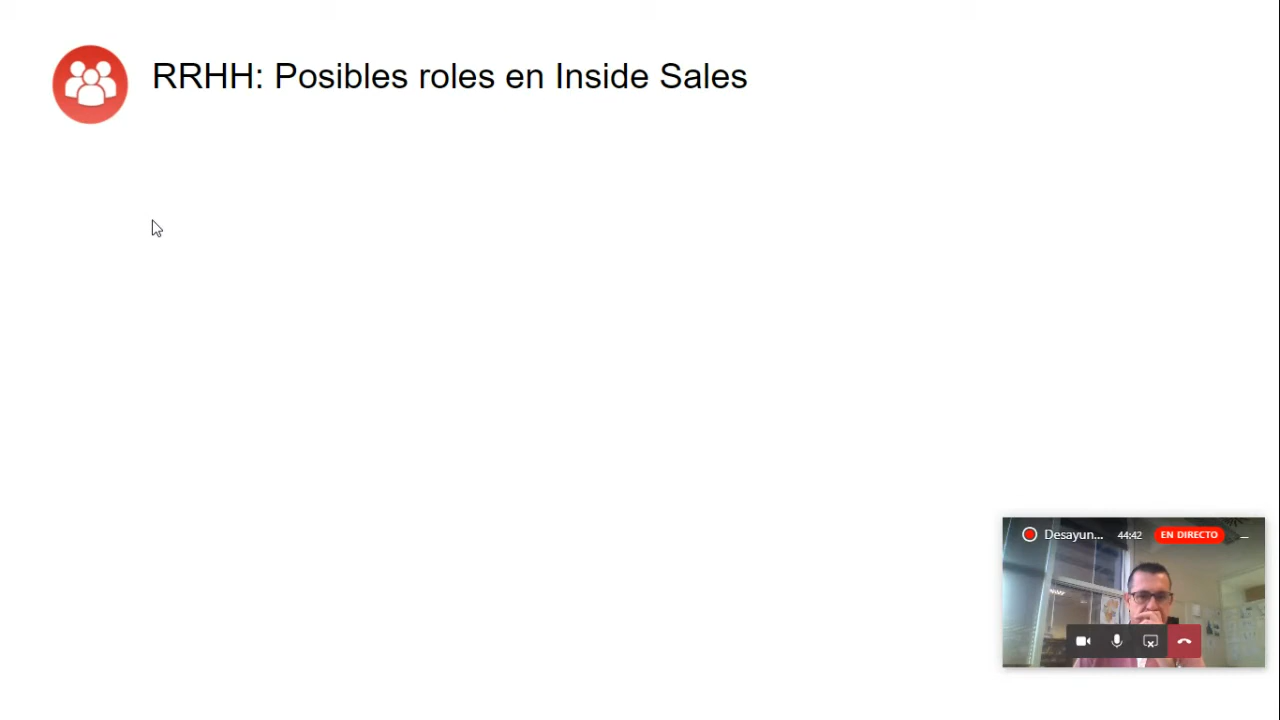 RRHH: Posibles roles en Inside Sales
Desayun... 44:42 EN DIRECTO